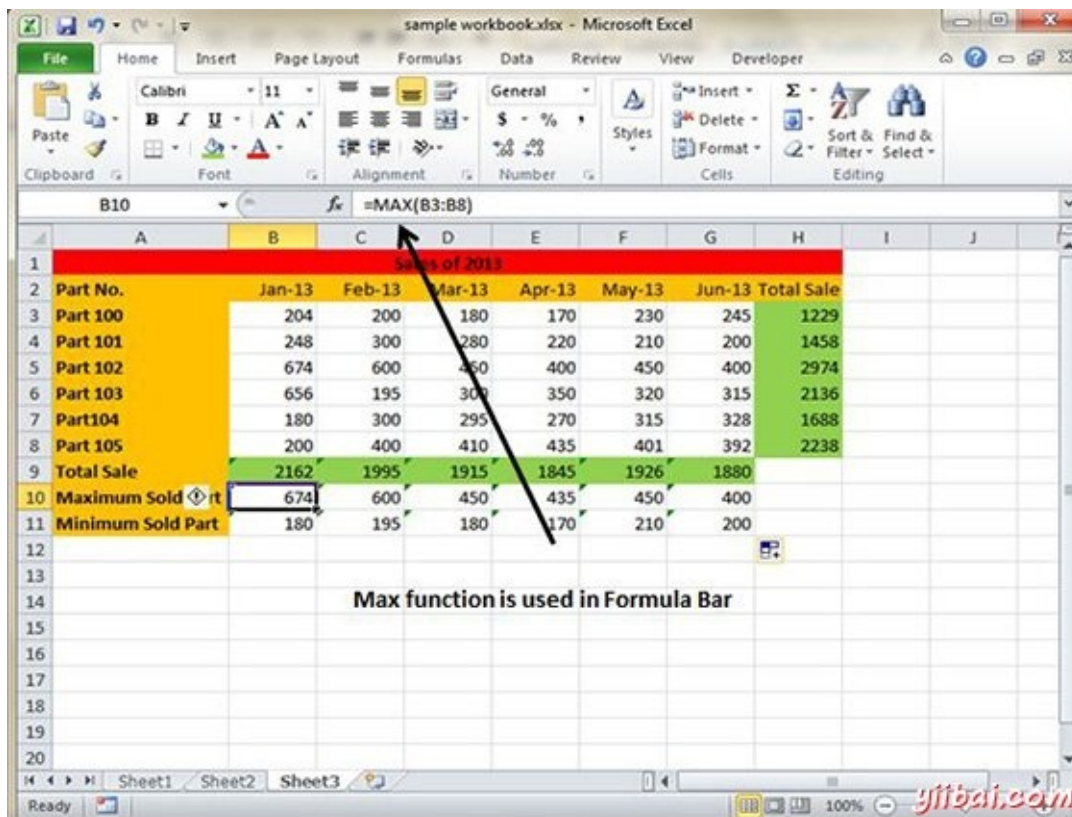 sample workbook.xlsx - Microsoft Excel
File Home Insert Page Layout Formulas Data Review View Developer
Calibri 11 General Insert Σ
Paste B I U A A $ % , Styles Delete Sort & Filter Find & Select
Format
Clipboard Font Alignment Number Cells Editing
B10 fx =MAX(B3:B8)
A B C D E F G H I J
1 Sales of 2013
2 Part No. Jan-13 Feb-13 Mar-13 Apr-13 May-13 Jun-13 Total Sale
3 Part 100 204 200 180 170 230 245 1229
4 Part 101 248 300 280 220 210 200 1458
5 Part 102 674 600 450 400 450 400 2974
6 Part 103 656 195 300 350 320 315 2136
7 Part104 180 300 295 270 315 328 1688
8 Part 105 200 400 410 435 401 392 2238
9 Total Sale 2162 1995 1915 1845 1926 1880
10 Maximum Sold rt 674 600 450 435 450 400
11 Minimum Sold Part 180 195 180 170 210 200
12
13
14 Max function is used in Formula Bar
15
16
17
18
19
20
Sheet1 Sheet2 Sheet3
Ready 100% yiibai.com